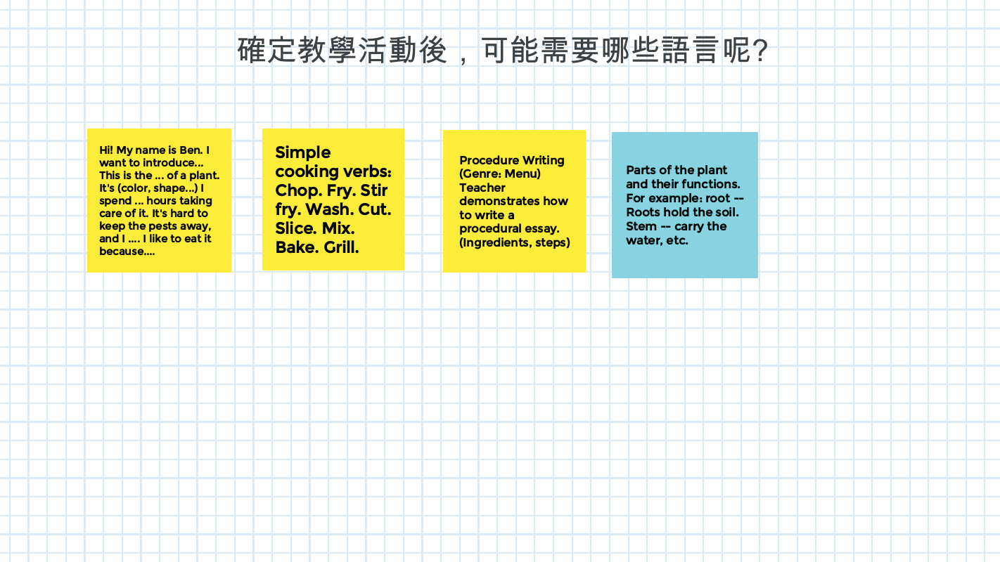 確定教學活動後，可能需要哪些語言呢?
Hi! My name is Ben. I
want to introduce...
This is the ... of a plant.
It's (color, shape...) I
spend ... hours taking
care of it. It's hard to
keep the pests away,
and I .... I like to eat it
because....
Simple
cooking verbs:
Chop. Fry. Stir
fry. Wash. Cut.
Slice. Mix.
Bake. Grill.
Procedure Writing
(Genre: Menu)
Teacher
demonstrates how
to write a
procedural essay.
(Ingredients, steps)
Parts of the plant
and their functions.
For example: root --
Roots hold the soil.
Stem -- carry the
water, etc.